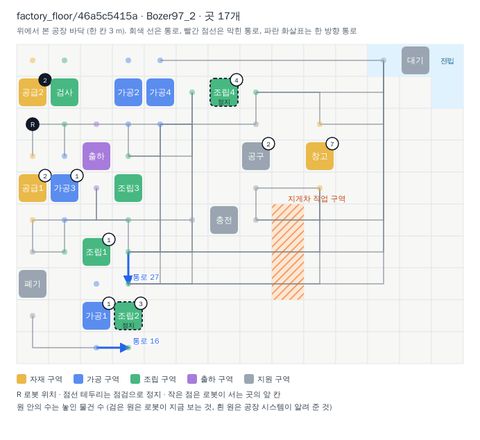 factory_floor/46a5c5415a · Bozer97_2 · 곳 17개
위에서 본 공장 바닥 (한 칸 3 m). 회색 선은 통로, 빨간 점선은 막힌 통로, 파란 화살표는 한 방향 통로
대기
전립
2
4
공급2
검사
가공2
가공4
조립4
정지
R
2
7
출하
공구
창고
2
1
공급1
가공3
조립3
지게차 작업 구역
충전
1
조립1
통로 27
폐기
1
3
가공1
조립2
정지
통로 16
자재 구역
가공 구역
조립 구역
출하 구역
지원 구역
R 로봇 위치 · 점선 테두리는 점검으로 정지 · 작은 점은 로봇이 서는 곳의 앞 칸
원 안의 수는 놓인 물건 수 (검은 원은 로봇이 지금 보는 것, 흰 원은 공장 시스템이 알려 준 것)